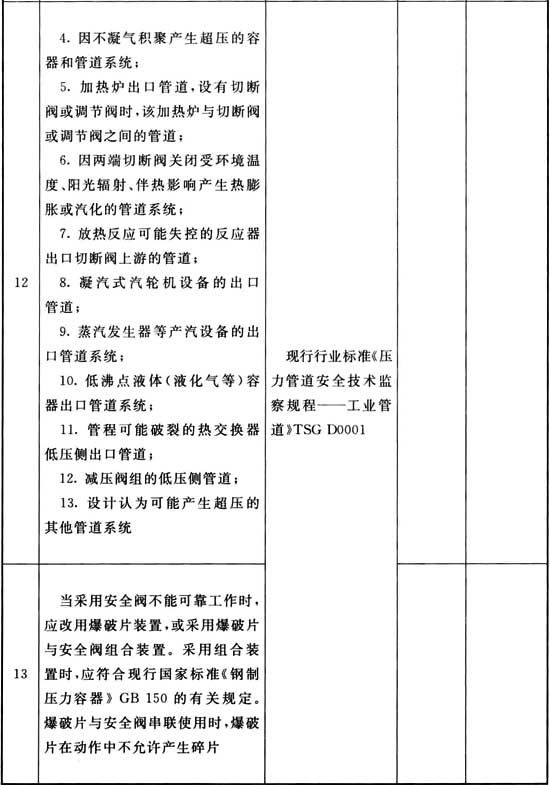 12
4. 因不凝气积聚产生超压的容
器和管道系统；
5. 加热炉出口管道，设有切断
阀或调节阀时，该加热炉与切断阀
或调节阀之间的管道；
6. 因两端切断阀关闭受环境温
度、阳光辐射、伴热影响产生热膨
胀或汽化的管道系统；
7. 放热反应可能失控的反应器
出口切断阀上游的管道；
8. 凝汽式汽轮机设备的出口
管道；
9. 蒸汽发生器等产汽设备的出
口管道系统；
10. 低沸点液体（液化气等）容
器出口管道系统；
11. 管程可能破裂的热交换器
低压侧出口管道；
12. 减压阀组的低压侧管道；
13. 设计认为可能产生超压的
其他管道系统
现行行业标准《压
力管道安全技术监
察规程——工业管
道》TSG D0001
13
当采用安全阀不能可靠工作时，
应改用爆破片装置，或采用爆破片
与安全阀组合装置。采用组合装
置时，应符合现行国家标准《钢制
压力容器》GB 150 的有关规定。
爆破片与安全阀串联使用时，爆破
片在动作中不允许产生碎片